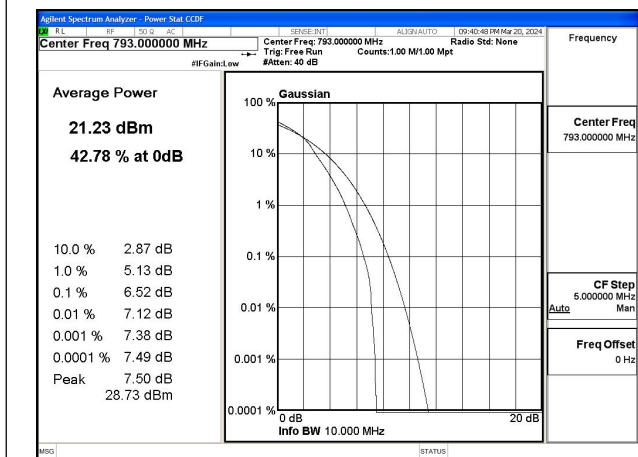 Agilent Spectrum Analyzer - Power Stat CCDF
LXI RL RF 50 Ω AC SENSE:INT ALIGN AUTO 09:40:48 PM Mar 20, 2024
Center Freq 793.000000 MHz
Center Freq: 793.000000 MHz Radio Std: None
Trig: Free Run Counts:1.00 M/1.00 Mpt
#IFGain:Low #Atten: 40 dB
Frequency
Average Power
21.23 dBm
42.78 % at 0dB
10.0 % 2.87 dB
1.0 % 5.13 dB
0.1 % 6.52 dB
0.01 % 7.12 dB
0.001 % 7.38 dB
0.0001 % 7.49 dB
Peak 7.50 dB
28.73 dBm
Gaussian
100 %
10 %
1 %
0.1 %
0.01 %
0.001 %
0.0001 %
0 dB 20 dB
Info BW 10.000 MHz
Center Freq
793.000000 MHz
CF Step
5.000000 MHz
Auto Man
Freq Offset
0 Hz
MSG STATUS